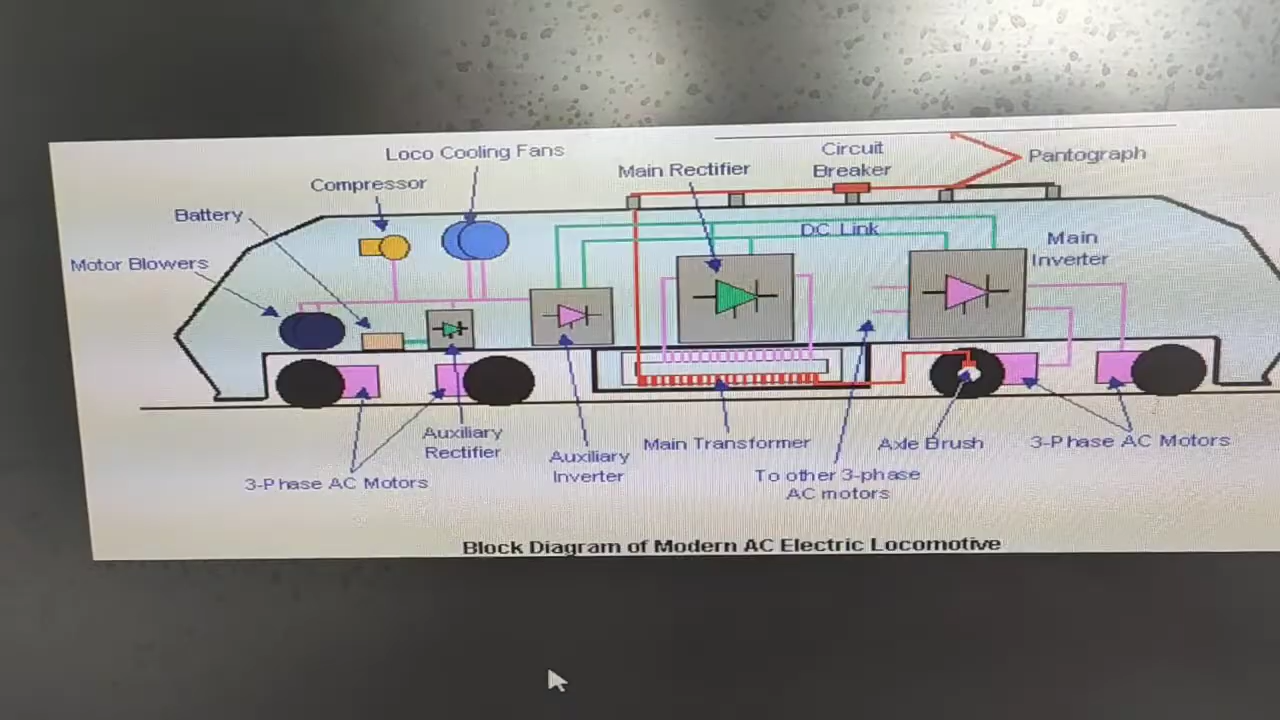 Loco Cooling Fans
Compressor
Battery
Motor Blowers
Main Rectifier
Circuit
Breaker
Pantograph
DC Link
Main
Inverter
Auxiliary
Rectifier
3-Phase AC Motors
Auxiliary
Inverter
Main Transformer
To other 3-phase
AC motors
Axle Brush
3-Phase AC Motors
Block Diagram of Modern AC Electric Locomotive